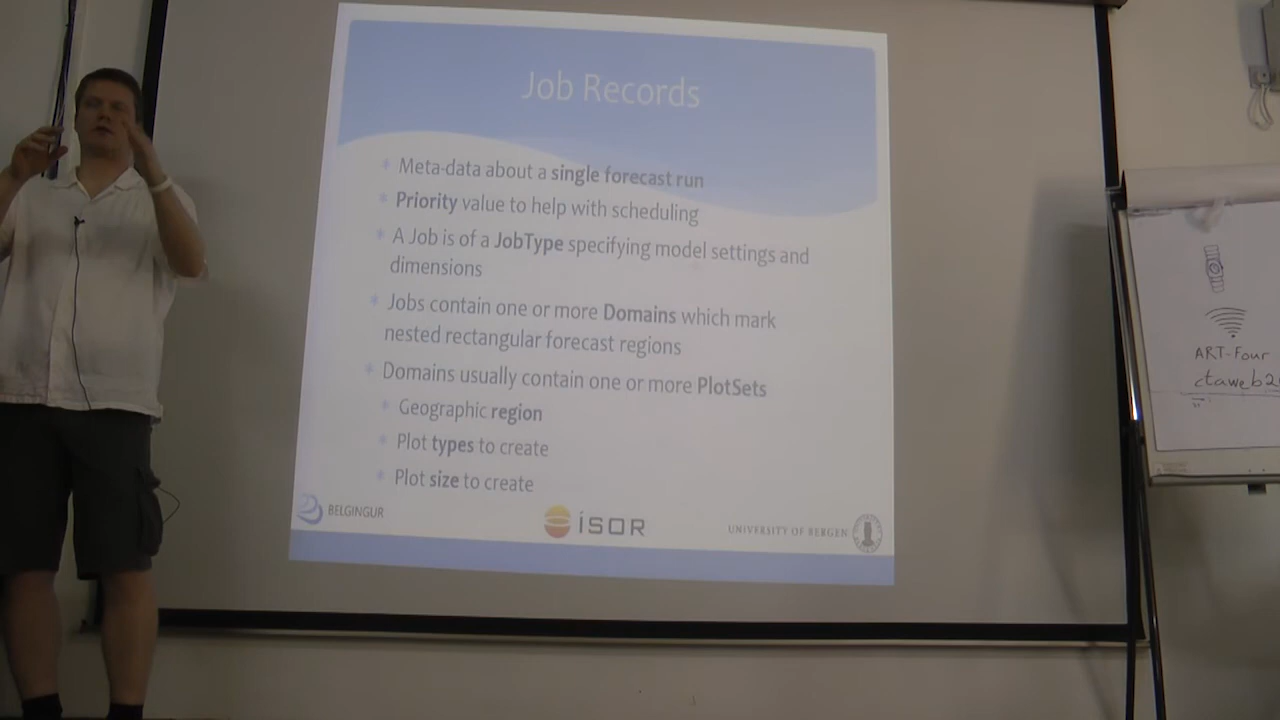 Job Records
Meta-data about a single forecast run
Priority value to help with scheduling
A Job is of a JobType specifying model settings and
dimensions
Jobs contain one or more Domains which mark
nested rectangular forecast regions
Domains usually contain one or more PlotSets
Geographic region
Plot types to create
Plot size to create
BELGINGUR
ÍSOR
UNIVERSITY OF BERGEN
ART-Four
ctaweb2